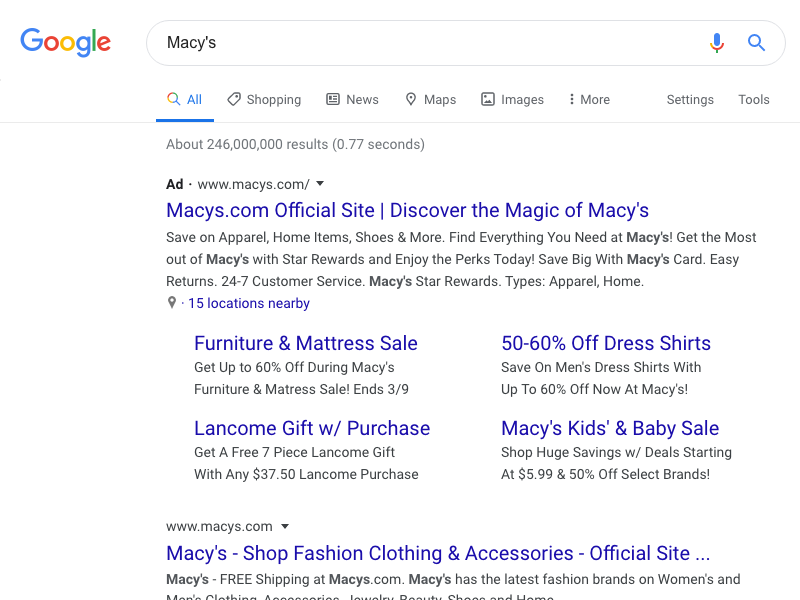 Google
Macy's
All Shopping News Maps Images More Settings Tools
About 246,000,000 results (0.77 seconds)
Ad · www.macys.com/
Macys.com Official Site | Discover the Magic of Macy's
Save on Apparel, Home Items, Shoes & More. Find Everything You Need at Macy's! Get the Most
out of Macy's with Star Rewards and Enjoy the Perks Today! Save Big With Macy's Card. Easy
Returns. 24-7 Customer Service. Macy's Star Rewards. Types: Apparel, Home.
· 15 locations nearby
Furniture & Mattress Sale
Get Up to 60% Off During Macy's
Furniture & Matress Sale! Ends 3/9
50-60% Off Dress Shirts
Save On Men's Dress Shirts With
Up To 60% Off Now At Macy's!
Lancome Gift w/ Purchase
Get A Free 7 Piece Lancome Gift
With Any $37.50 Lancome Purchase
Macy's Kids' & Baby Sale
Shop Huge Savings w/ Deals Starting
At $5.99 & 50% Off Select Brands!
www.macys.com
Macy's - Shop Fashion Clothing & Accessories - Official Site ...
Macy's - FREE Shipping at Macys.com. Macy's has the latest fashion brands on Women's and
Men's Clothing, Accessories, Jewelry, Beauty, Shoes and Home